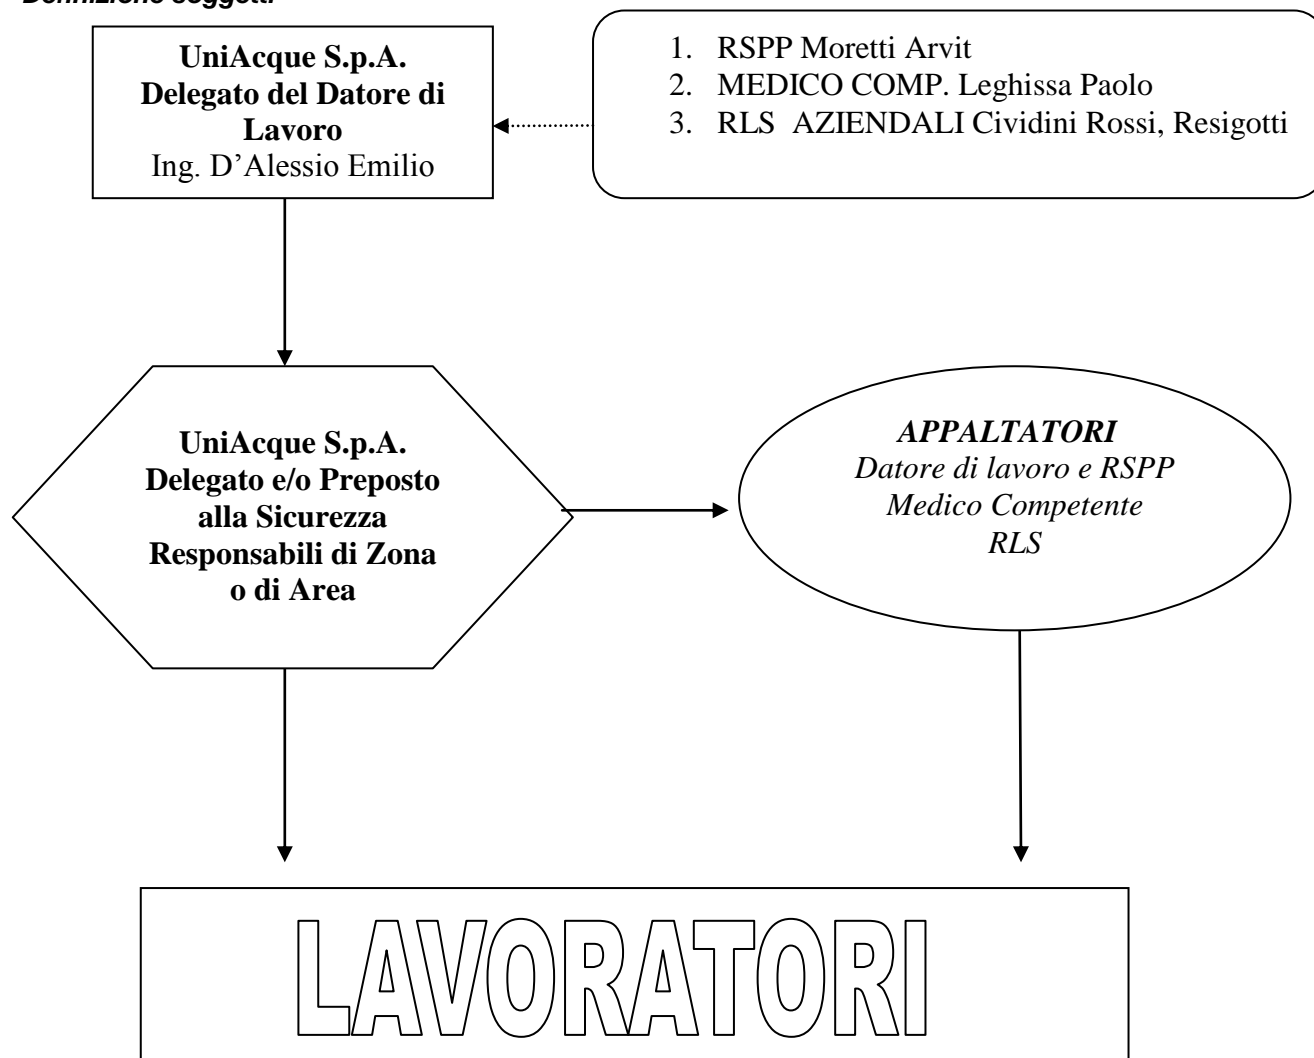 Definizione soggetti
UniAcque S.p.A.
Delegato del Datore di
Lavoro
Ing. D’Alessio Emilio
1. RSPP Moretti Arvit
2. MEDICO COMP. Leghissa Paolo
3. RLS AZIENDALI Cividini Rossi, Resigotti
UniAcque S.p.A.
Delegato e/o Preposto
alla Sicurezza
Responsabili di Zona
o di Area
APPALTATORI
Datore di lavoro e RSPP
Medico Competente
RLS
LAVORATORI